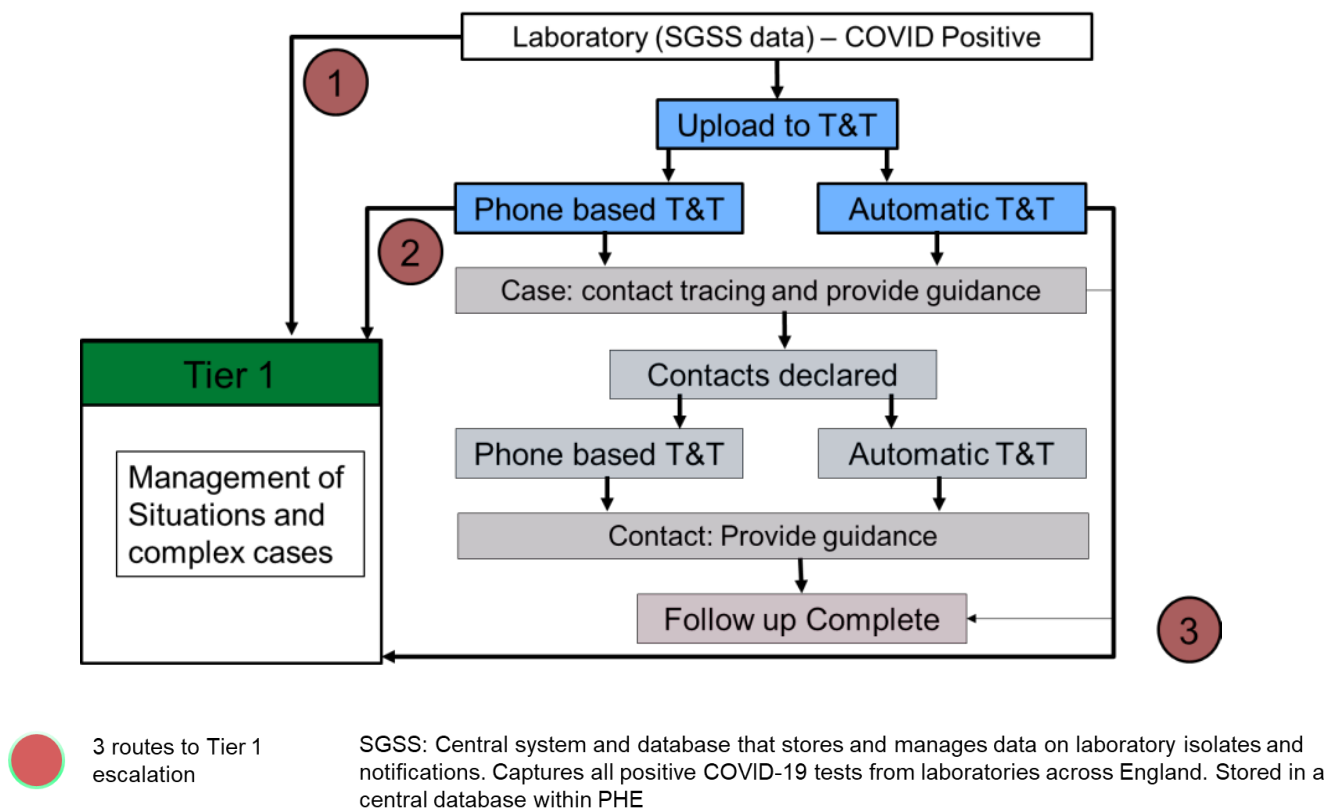 Laboratory (SGSS data) – COVID Positive
1
Upload to T&T
Phone based T&T
Automatic T&T
2
Case: contact tracing and provide guidance
Tier 1
Contacts declared
Phone based T&T
Automatic T&T
Management of
Situations and
complex cases
Contact: Provide guidance
Follow up Complete
3
3 routes to Tier 1
escalation
SGSS: Central system and database that stores and manages data on laboratory isolates and
notifications. Captures all positive COVID-19 tests from laboratories across England. Stored in a
central database within PHE